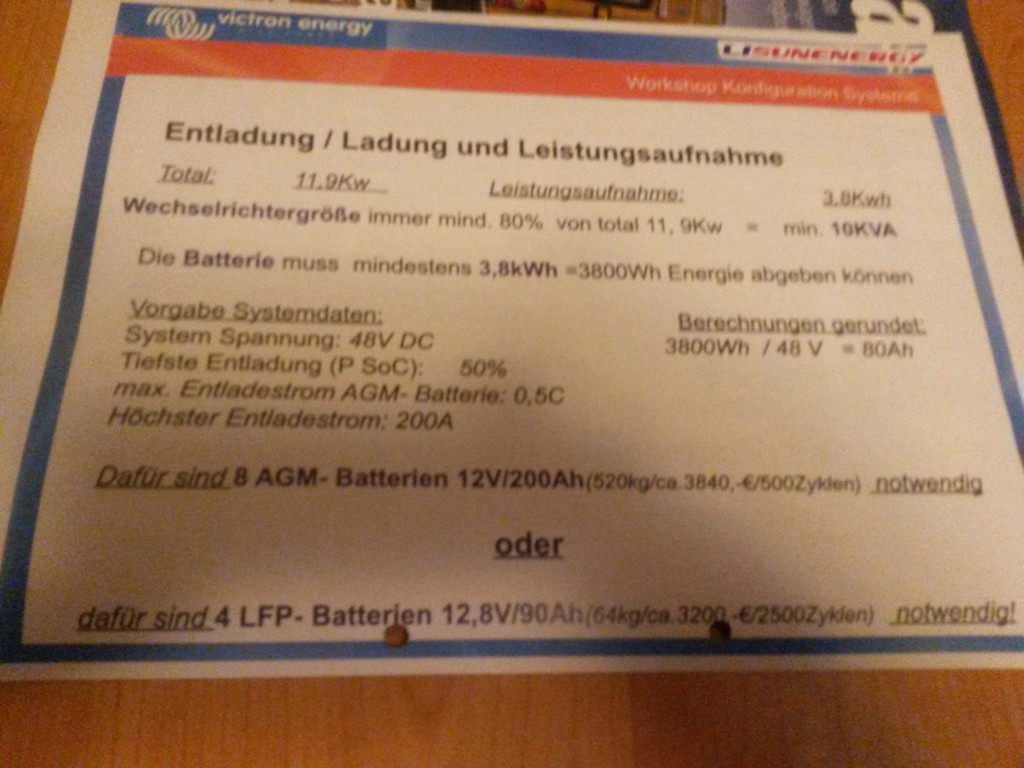 victron energy
LISUNENERGY
Workshop Konfiguration Systeme
Entladung / Ladung und Leistungsaufnahme
Total: 11.9Kw Leistungsaufnahme: 3.8Kwh
Wechselrichtergröße immer mind. 80% von total 11, 9Kw = min. 10KVA
Die Batterie muss mindestens 3,8kWh =3800Wh Energie abgeben können
Vorgabe Systemdaten:
System Spannung: 48V DC
Tiefste Entladung (P SoC): 50%
max. Entladestrom AGM- Batterie: 0,5C
Höchster Entladestrom: 200A
Berechnungen gerundet:
3800Wh / 48 V = 80Ah
Dafür sind 8 AGM- Batterien 12V/200Ah(520kg/ca.3840,-€/500Zyklen) notwendig
oder
dafür sind 4 LFP- Batterien 12,8V/90Ah(64kg/ca.3200,-€/2500Zyklen) notwendig!